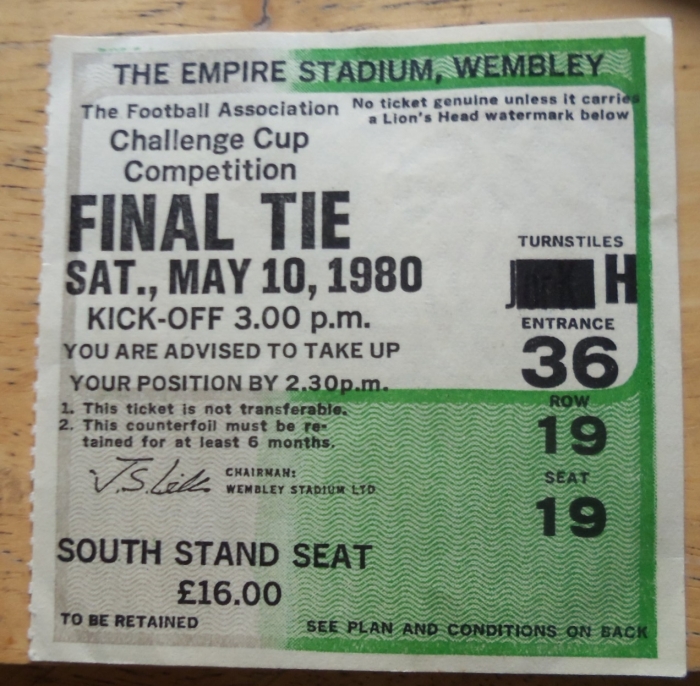 THE EMPIRE STADIUM, WEMBLEY
The Football Association
Challenge Cup
Competition
No ticket genuine unless it carries
a Lion's Head watermark below
FINAL TIE
SAT., MAY 10, 1980
KICK-OFF 3.00 p.m.
YOU ARE ADVISED TO TAKE UP
YOUR POSITION BY 2.30p.m.
TURNSTILES
H
ENTRANCE
36
ROW
19
SEAT
19
1. This ticket is not transferable.
2. This counterfoil must be re-
tained for at least 6 months.
CHAIRMAN:
WEMBLEY STADIUM LTD
SOUTH STAND SEAT
£16.00
TO BE RETAINED
SEE PLAN AND CONDITIONS ON BACK